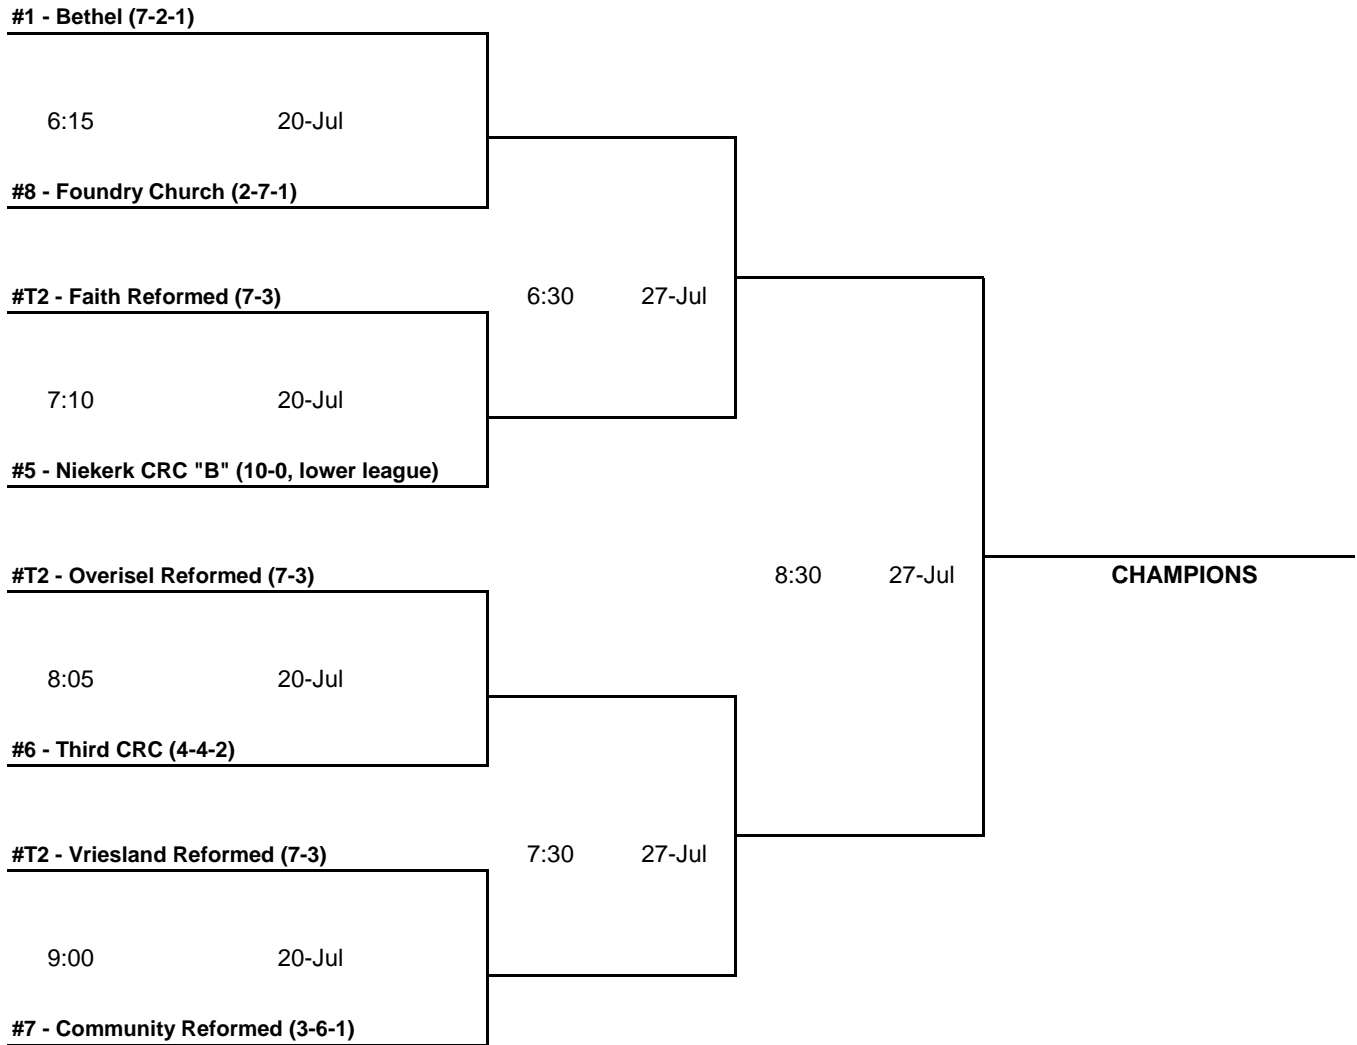 #1 - Bethel (7-2-1)
6:15 20-Jul
#8 - Foundry Church (2-7-1)
#T2 - Faith Reformed (7-3)
6:30 27-Jul
7:10 20-Jul
#5 - Niekerk CRC "B" (10-0, lower league)
#T2 - Overisel Reformed (7-3)
8:30 27-Jul
CHAMPIONS
8:05 20-Jul
#6 - Third CRC (4-4-2)
#T2 - Vriesland Reformed (7-3)
7:30 27-Jul
9:00 20-Jul
#7 - Community Reformed (3-6-1)